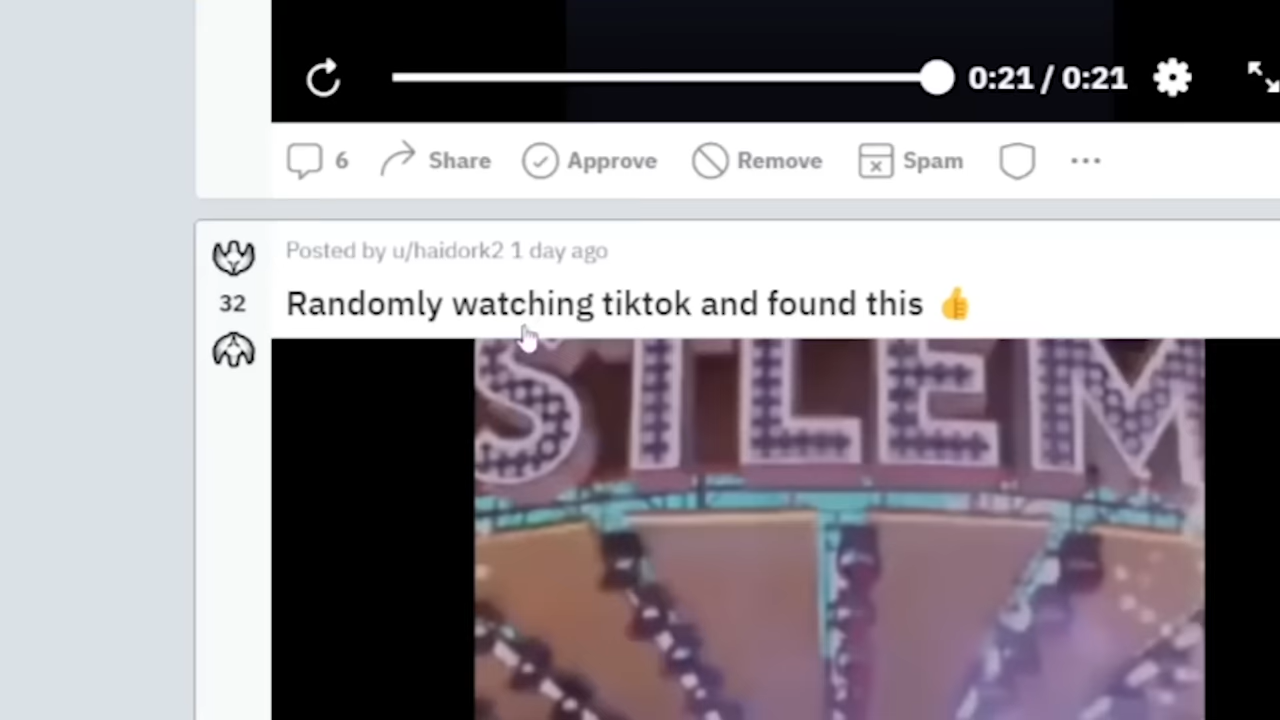 0:21 / 0:21
6 Share Approve Remove Spam
Posted by u/haidork2 1 day ago
32
Randomly watching tiktok and found this 👍
STLEM